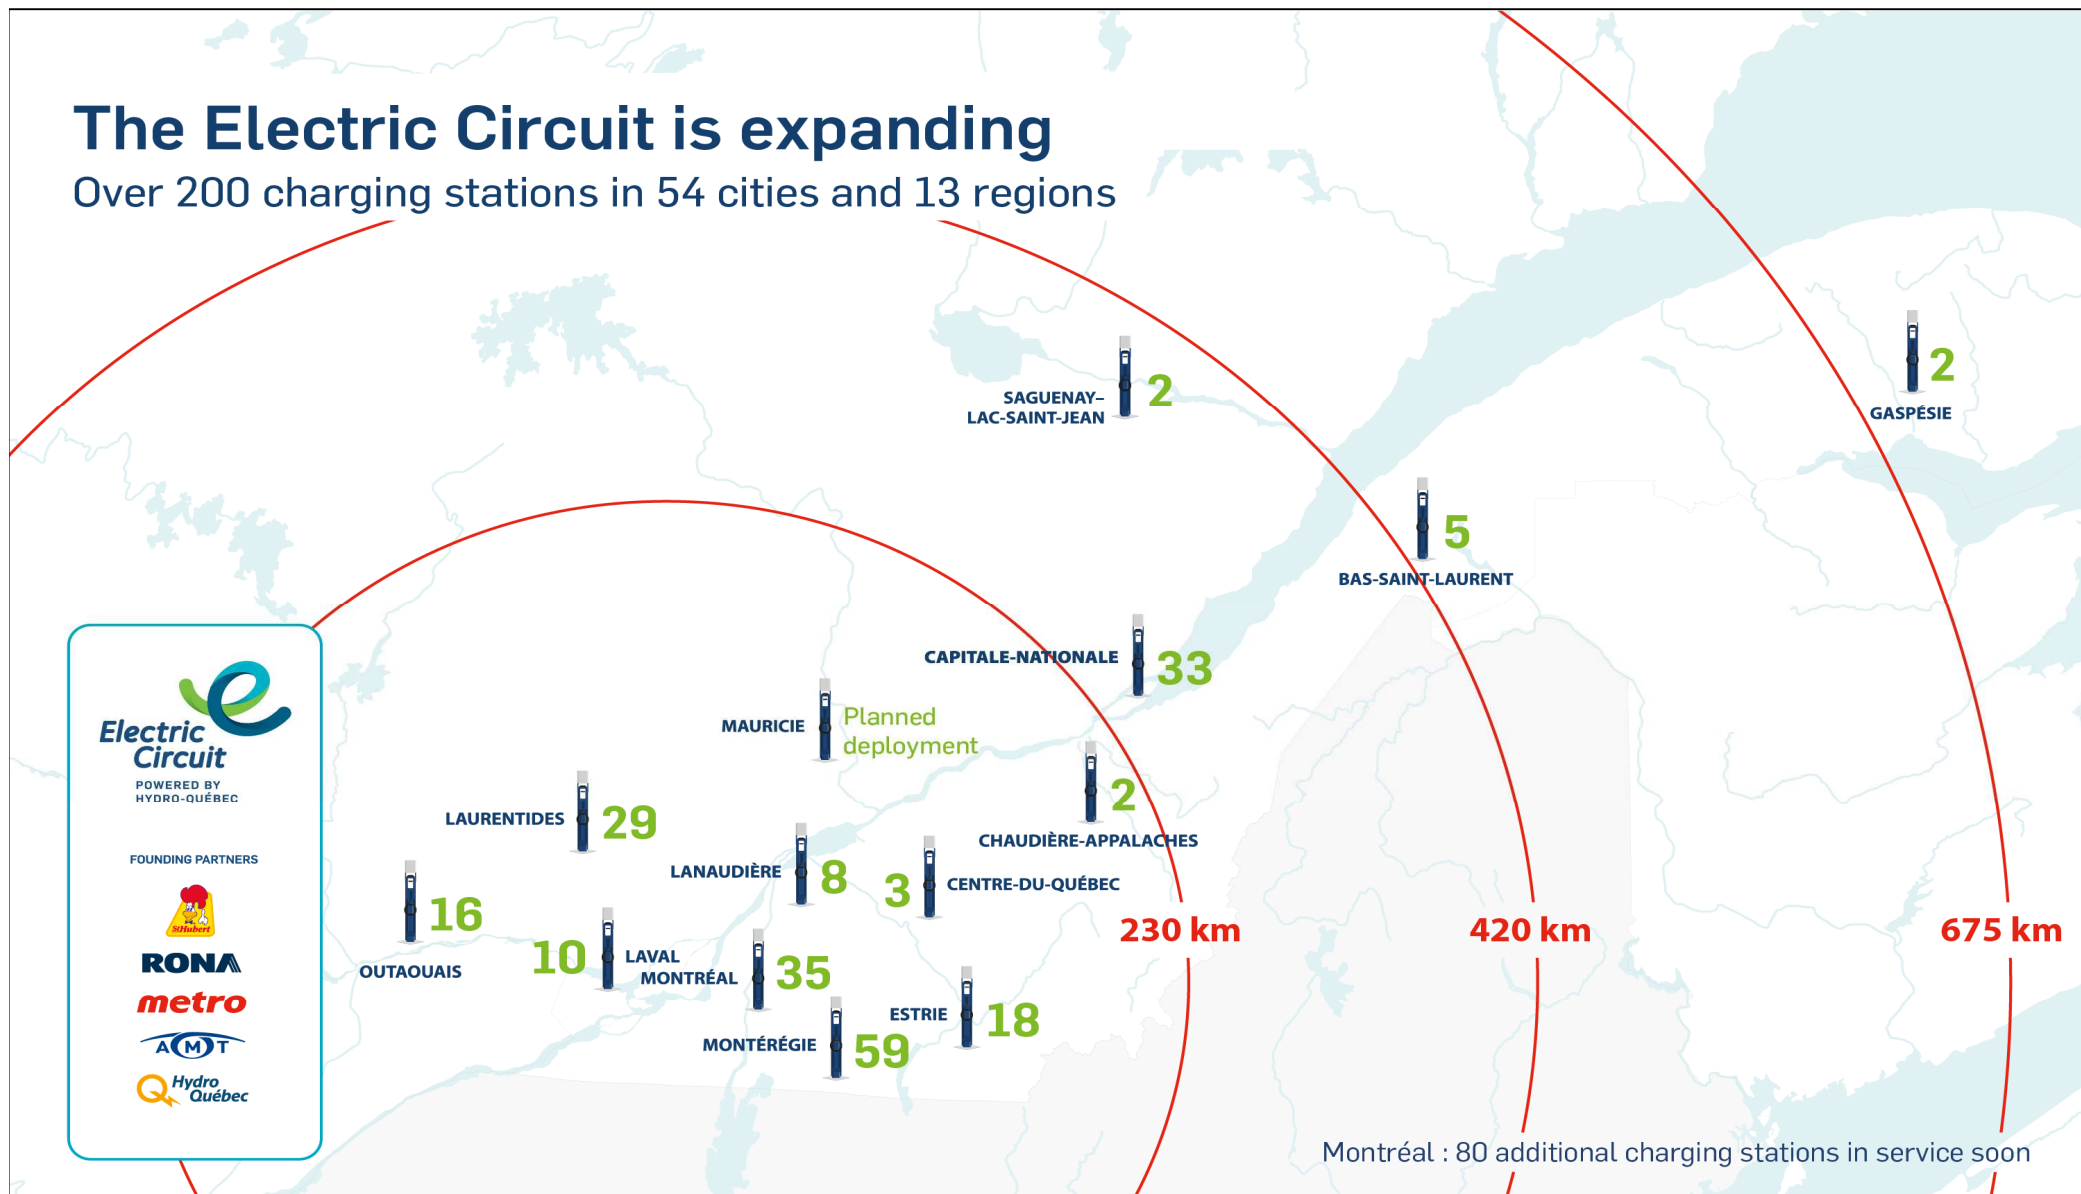 The Electric Circuit is expanding
Over 200 charging stations in 54 cities and 13 regions
2
SAGUENAY–
LAC-SAINT-JEAN
2
GASPÉSIE
5
BAS-SAINT-LAURENT
CAPITALE-NATIONALE
33
MAURICIE
Planned
deployment
2
CHAUDIÈRE-APPALACHES
LAURENTIDES
29
LANAUDIÈRE
8
3
CENTRE-DU-QUÉBEC
16
OUTAOUAIS
10
LAVAL
MONTRÉAL
35
ESTRIE
18
MONTÉRÉGIE
59
230 km
420 km
675 km
Electric
Circuit
POWERED BY
HYDRO-QUÉBEC
FOUNDING PARTNERS
StHubert
RONA
metro
AMT
Hydro
Québec
Montréal : 80 additional charging stations in service soon